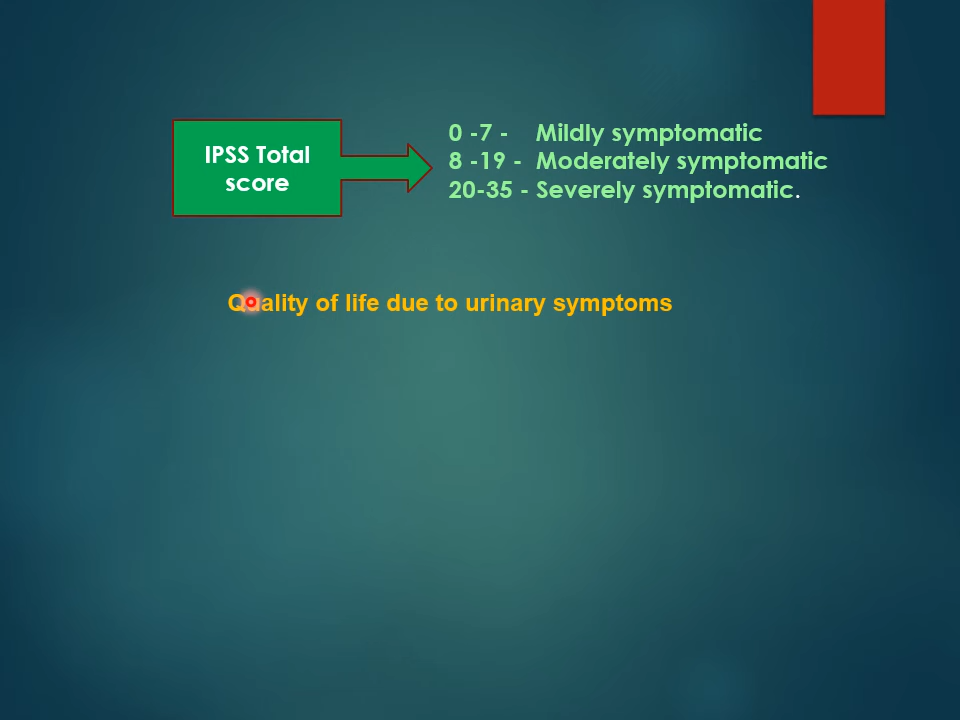 IPSS Total
score
0 -7 - Mildly symptomatic
8 -19 - Moderately symptomatic
20-35 - Severely symptomatic.
Quality of life due to urinary symptoms